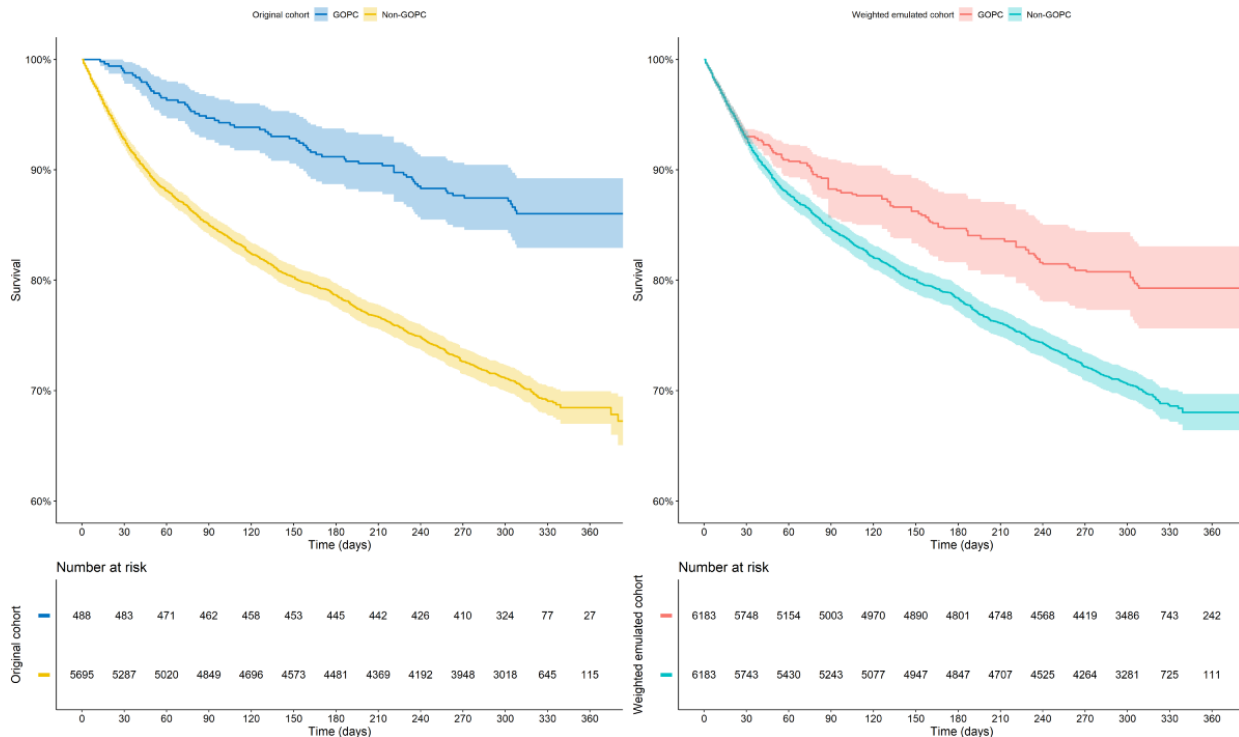 Original cohort GOPC Non-GOPC
100%
90%
80%
70%
60%
Survival
0 30 60 90 120 150 180 210 240 270 300 330 360
Time (days)
Number at risk
Original cohort
488 483 471 462 458 453 445 442 426 410 324 77 27
5695 5287 5020 4849 4696 4573 4481 4369 4192 3948 3018 645 115
0 30 60 90 120 150 180 210 240 270 300 330 360
Time (days)
Weighted emulated cohort GOPC Non-GOPC
100%
90%
80%
70%
60%
Survival
0 30 60 90 120 150 180 210 240 270 300 330 360
Time (days)
Number at risk
Weighted emulated cohort
6183 5748 5154 5003 4970 4890 4801 4748 4568 4419 3486 743 242
6183 5743 5430 5243 5077 4947 4847 4707 4525 4264 3281 725 111
0 30 60 90 120 150 180 210 240 270 300 330 360
Time (days)